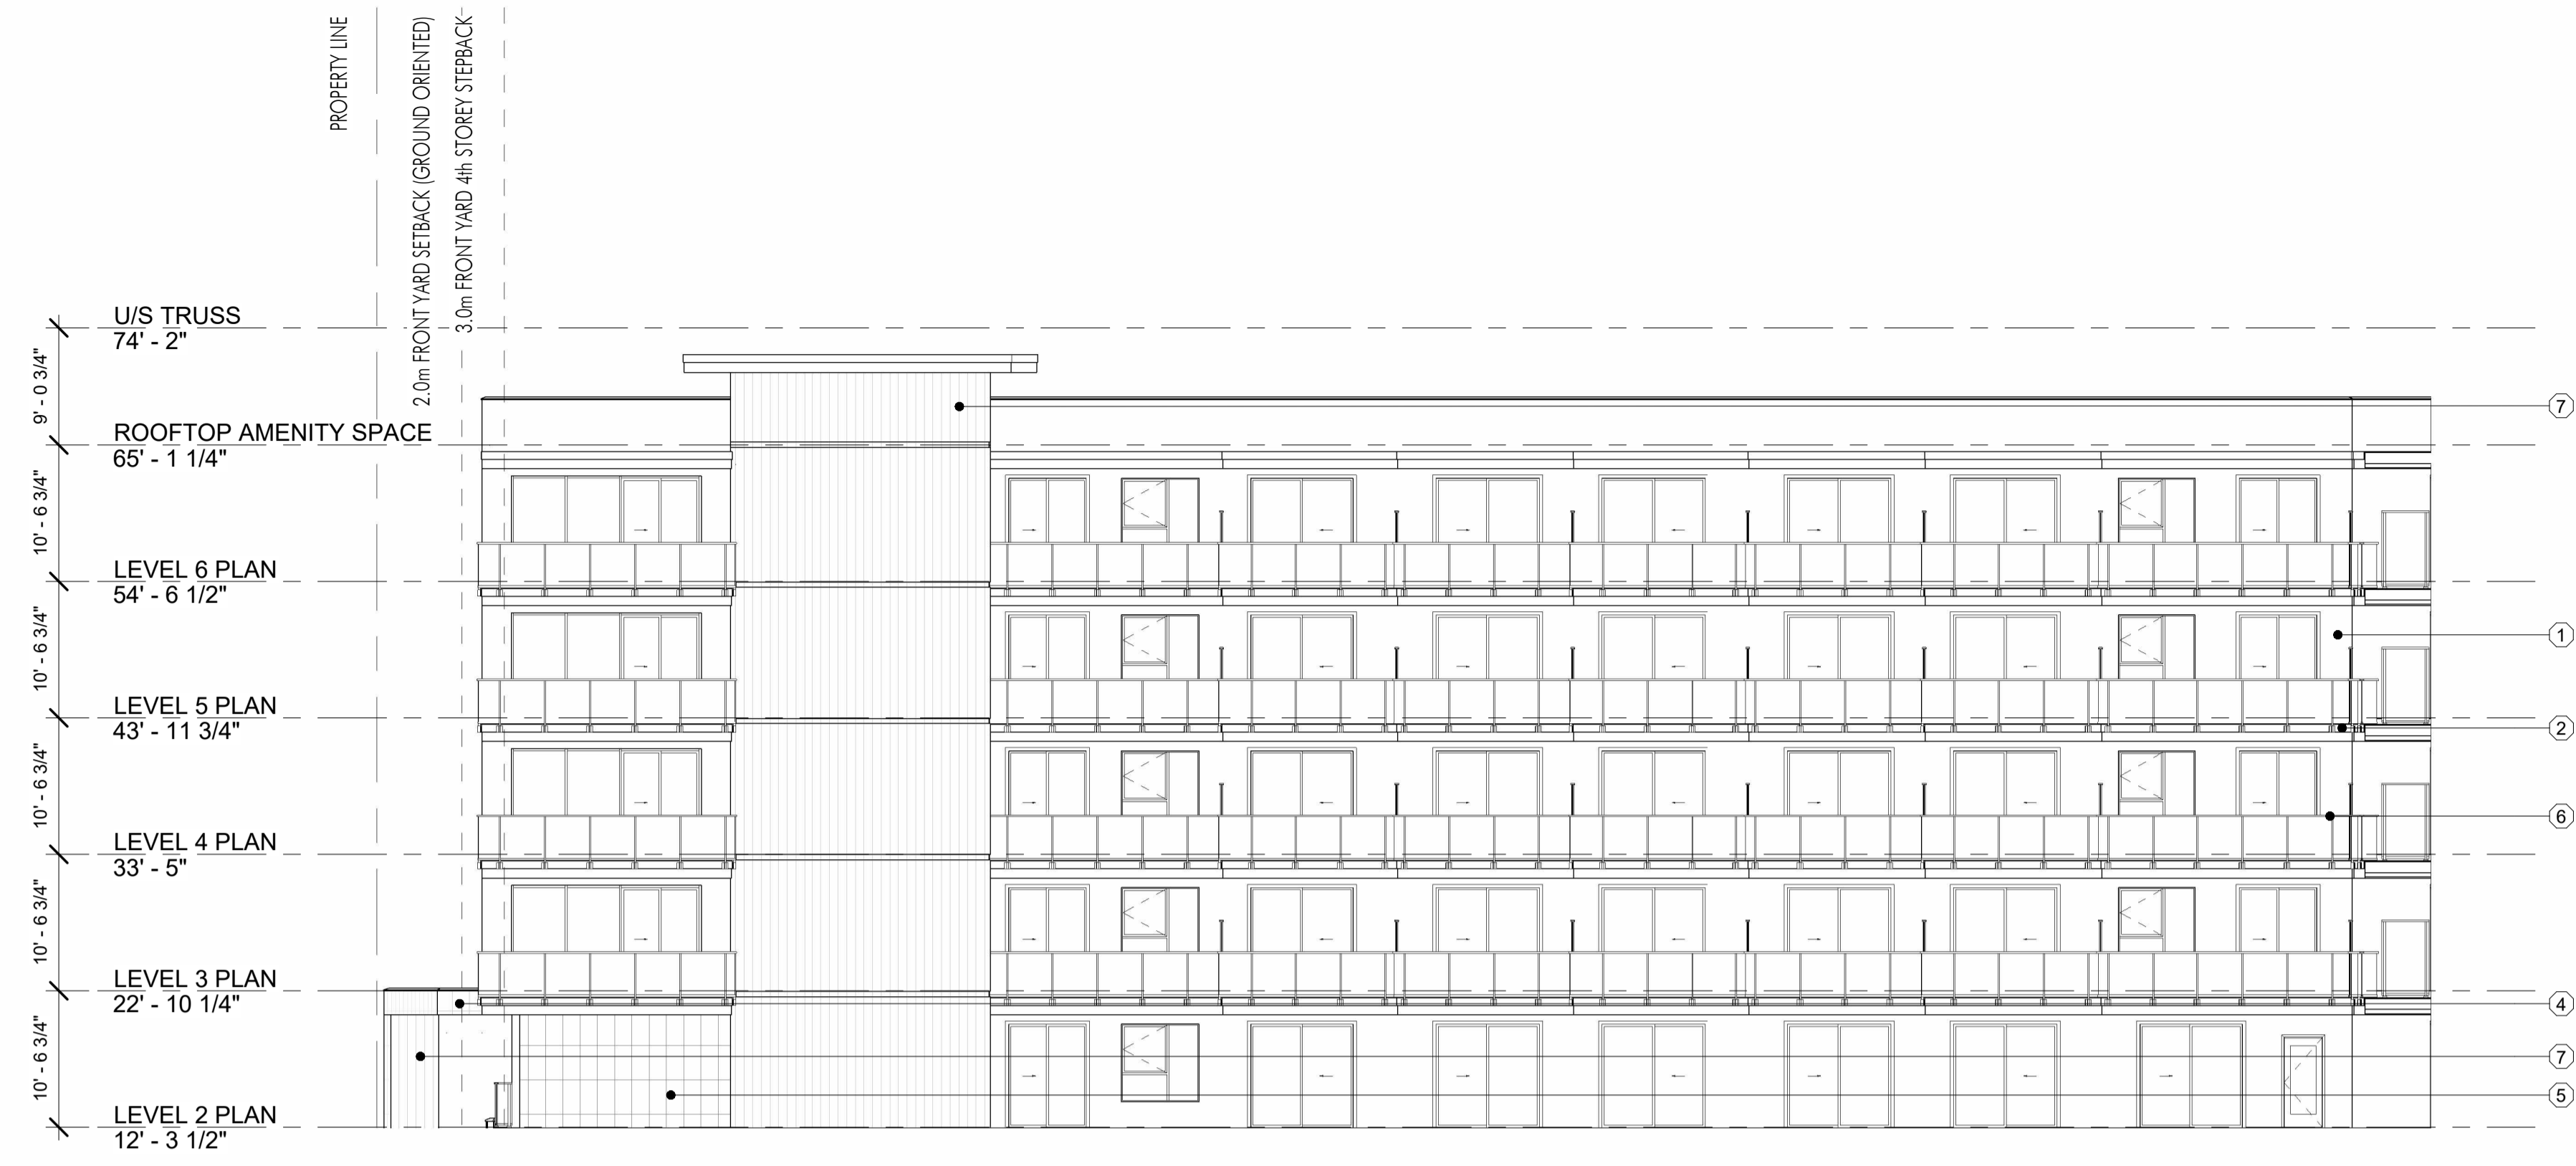 PROPERTY LINE
2.0m FRONT YARD SETBACK (GROUND ORIENTED)
3.0m FRONT YARD 4th STOREY STEPBACK
U/S TRUSS
74' - 2"
9' - 0 3/4"
7
ROOFTOP AMENITY SPACE
65' - 1 1/4"
10' - 6 3/4"
LEVEL 6 PLAN
54' - 6 1/2"
10' - 6 3/4"
1
LEVEL 5 PLAN
43' - 11 3/4"
2
10' - 6 3/4"
6
LEVEL 4 PLAN
33' - 5"
10' - 6 3/4"
LEVEL 3 PLAN
22' - 10 1/4"
4
10' - 6 3/4"
7
5
LEVEL 2 PLAN
12' - 3 1/2"